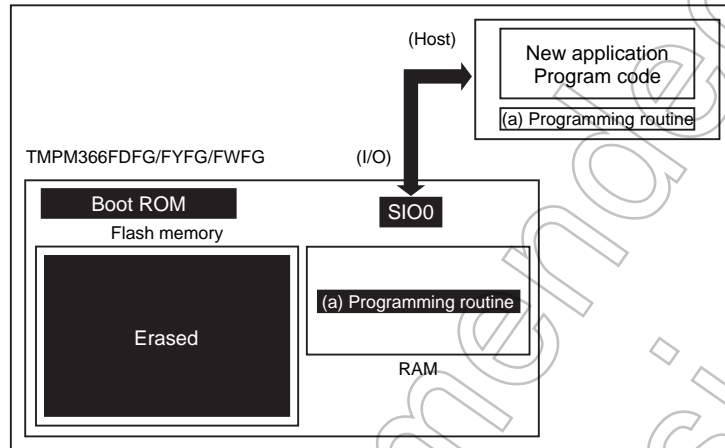 (Host)
New application
Program code
(a) Programming routine
TMPM366FDFG/FYFG/FWFG
(I/O)
Boot ROM
SIO0
Flash memory
(a) Programming routine
Erased
RAM